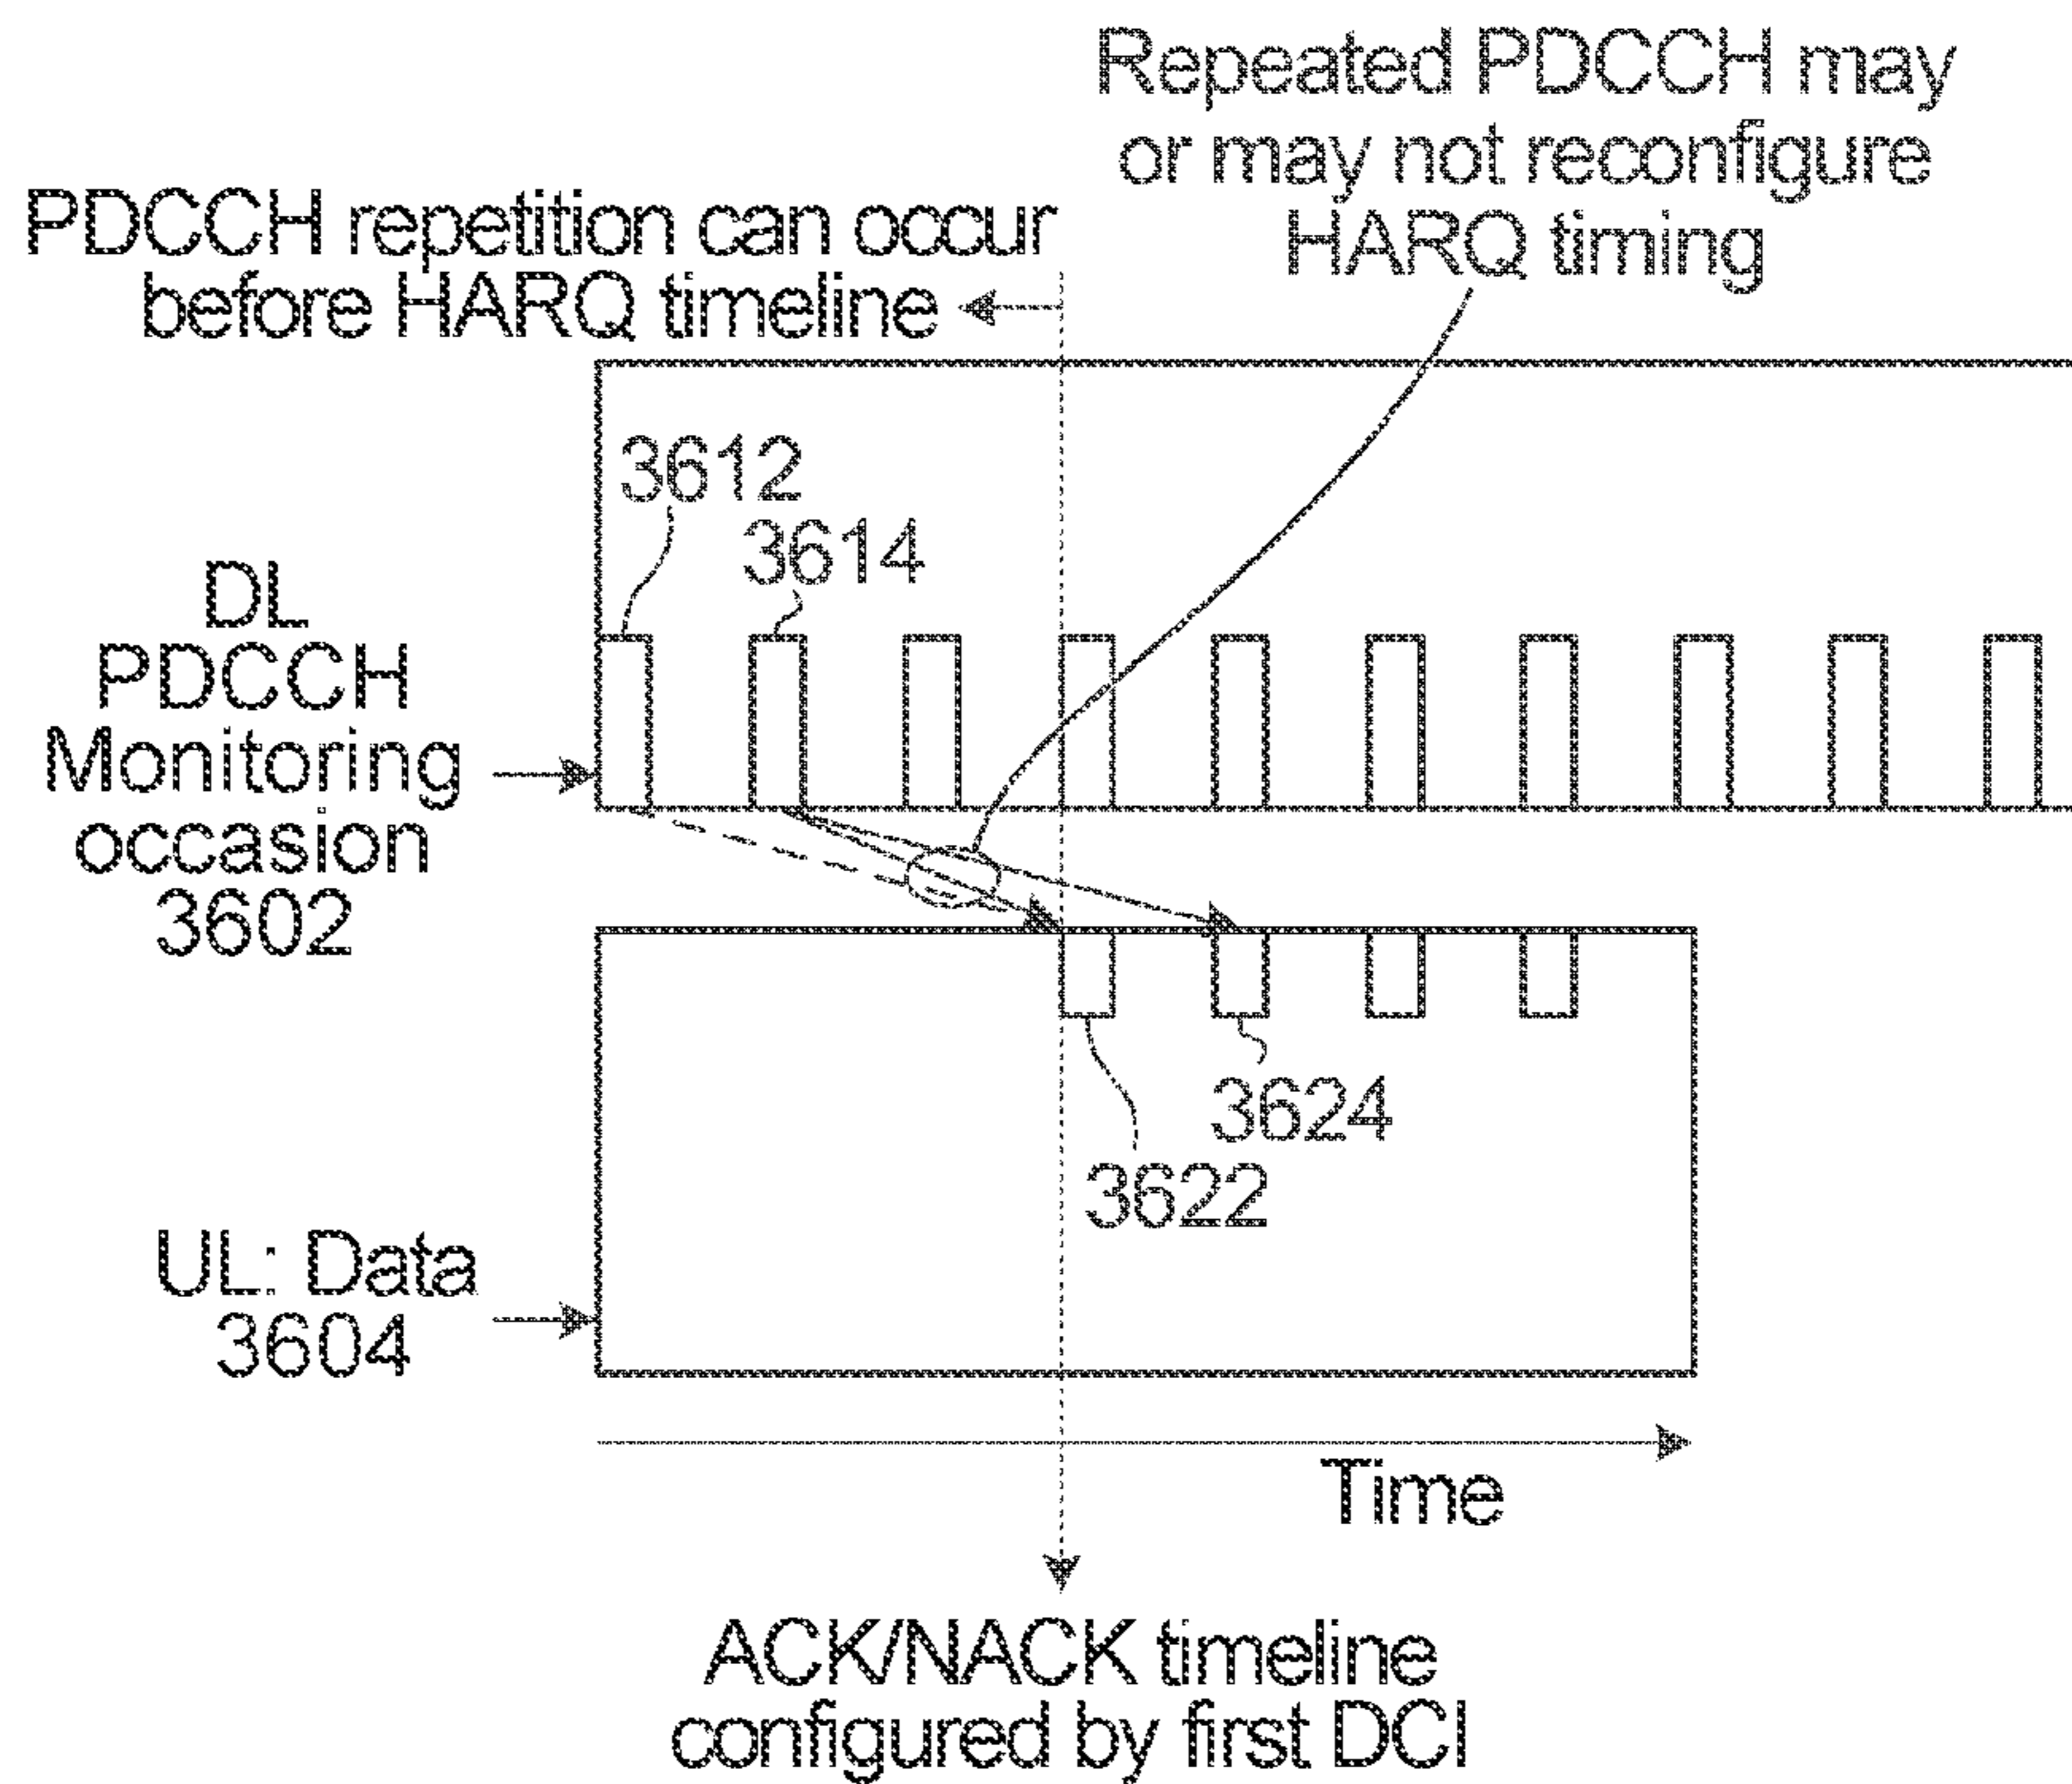 Repeated PDCCH may
or may not reconfigure
HARQ timing
PDCCH repetition can occur
before HARQ timeline
3612
3614
DL
PDCCH
Monitoring
occasion
3602
3624
3622
UL: Data
3604
Time
ACK/NACK timeline
configured by first DCI